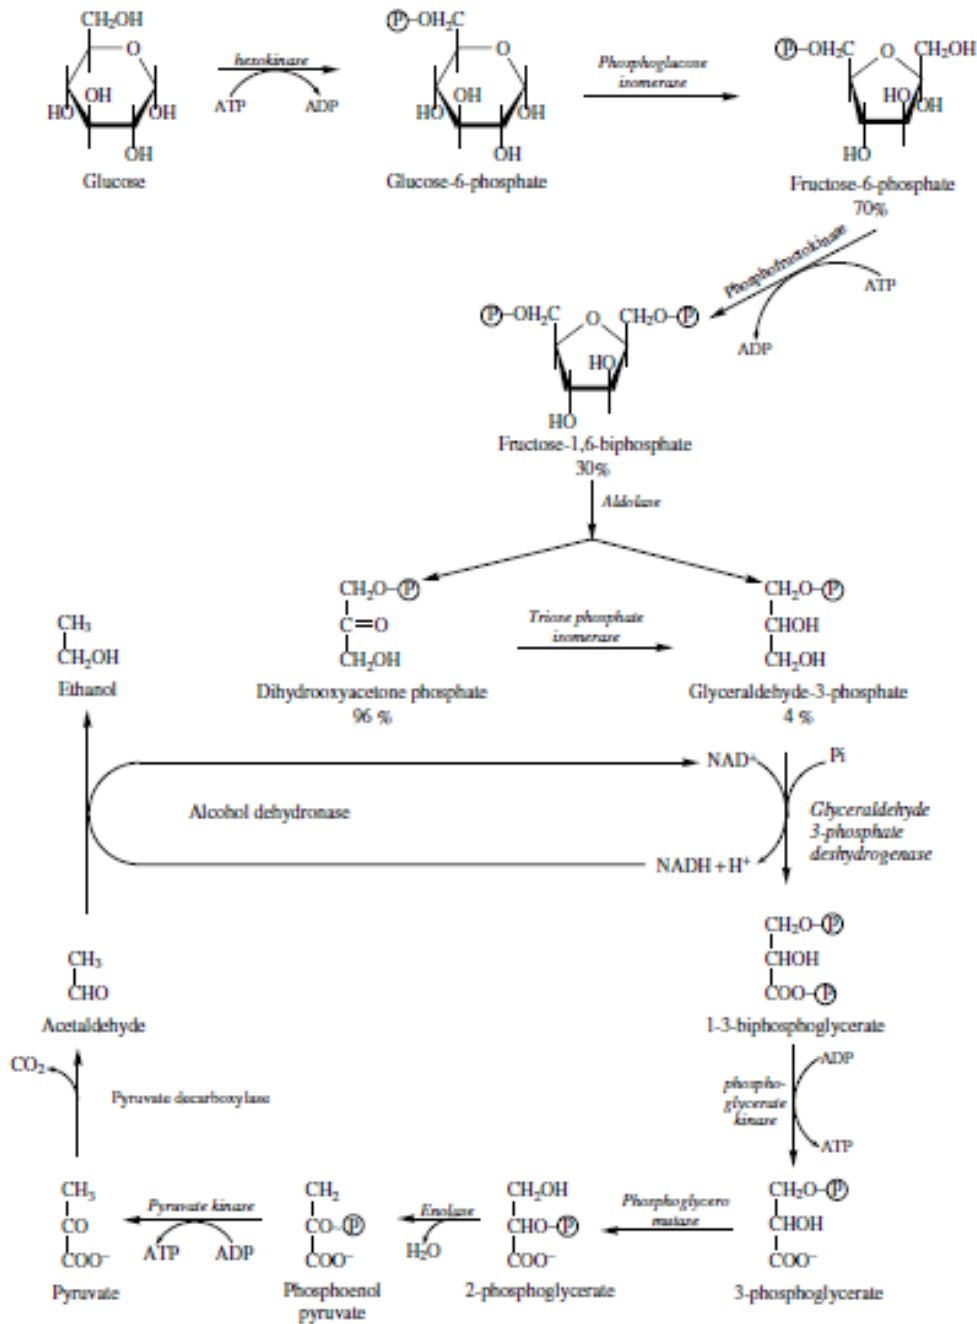 CH₂OH
O
OH
HO
OH
OH
Glucose
hexokinase
ATP
ADP
Ⓟ–OH₂C
O
OH
HO
OH
OH
Glucose-6-phosphate
Phosphoglucose
isomerase
Ⓟ–OH₂C
O
CH₂OH
HO
OH
HO
Fructose-6-phosphate
70%
Phosphofructokinase
ATP
ADP
Ⓟ–OH₂C
O
CH₂O–Ⓟ
HO
HO
Fructose-1,6-biphosphate
30%
Aldolase
CH₂O–Ⓟ
C=O
CH₂OH
Dihydrooxyacetone phosphate
96 %
Triose phosphate
isomerase
CH₂O–Ⓟ
CHOH
CH₂OH
Glyceraldehyde-3-phosphate
4 %
CH₃
CH₂OH
Ethanol
NAD⁺
Pi
Alcohol dehydronase
Glyceraldehyde
3-phosphate
deshydrogenase
NADH + H⁺
CH₃
CHO
Acetaldehyde
CH₂O–Ⓟ
CHOH
COO–Ⓟ
1-3-biphosphoglycerate
CO₂
Pyruvate decarboxylase
ADP
phospho-
glycerate
kinase
ATP
CH₃
CO
COO⁻
Pyruvate
Pyruvate kinase
ATP
ADP
CH₂
CO–Ⓟ
COO⁻
Phosphoenol
pyruvate
Enolase
H₂O
CH₂OH
CHO–Ⓟ
COO⁻
2-phosphoglycerate
Phosphoglycero
mutase
CH₂O–Ⓟ
CHOH
COO⁻
3-phosphoglycerate